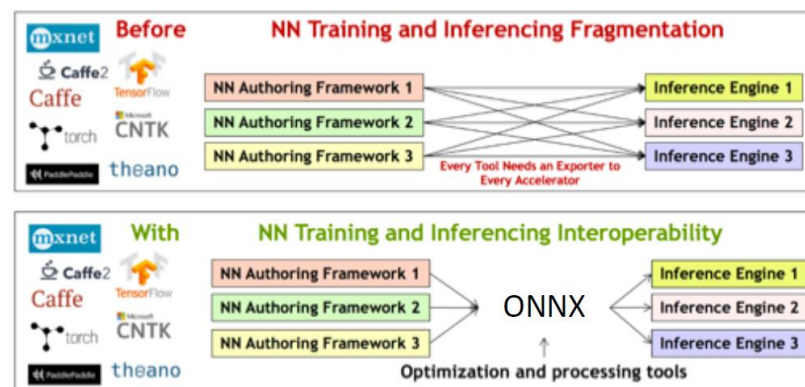 mxnet
Before
NN Training and Inferencing Fragmentation
Caffe2
TensorFlow
Caffe
Microsoft
CNTK
torch
PaddlePaddle
theano
NN Authoring Framework 1
NN Authoring Framework 2
NN Authoring Framework 3
Every Tool Needs an Exporter to
Every Accelerator
Inference Engine 1
Inference Engine 2
Inference Engine 3
mxnet
With
NN Training and Inferencing Interoperability
Caffe2
TensorFlow
Caffe
Microsoft
CNTK
torch
PaddlePaddle
theano
NN Authoring Framework 1
NN Authoring Framework 2
NN Authoring Framework 3
ONNX
Optimization and processing tools
Inference Engine 1
Inference Engine 2
Inference Engine 3